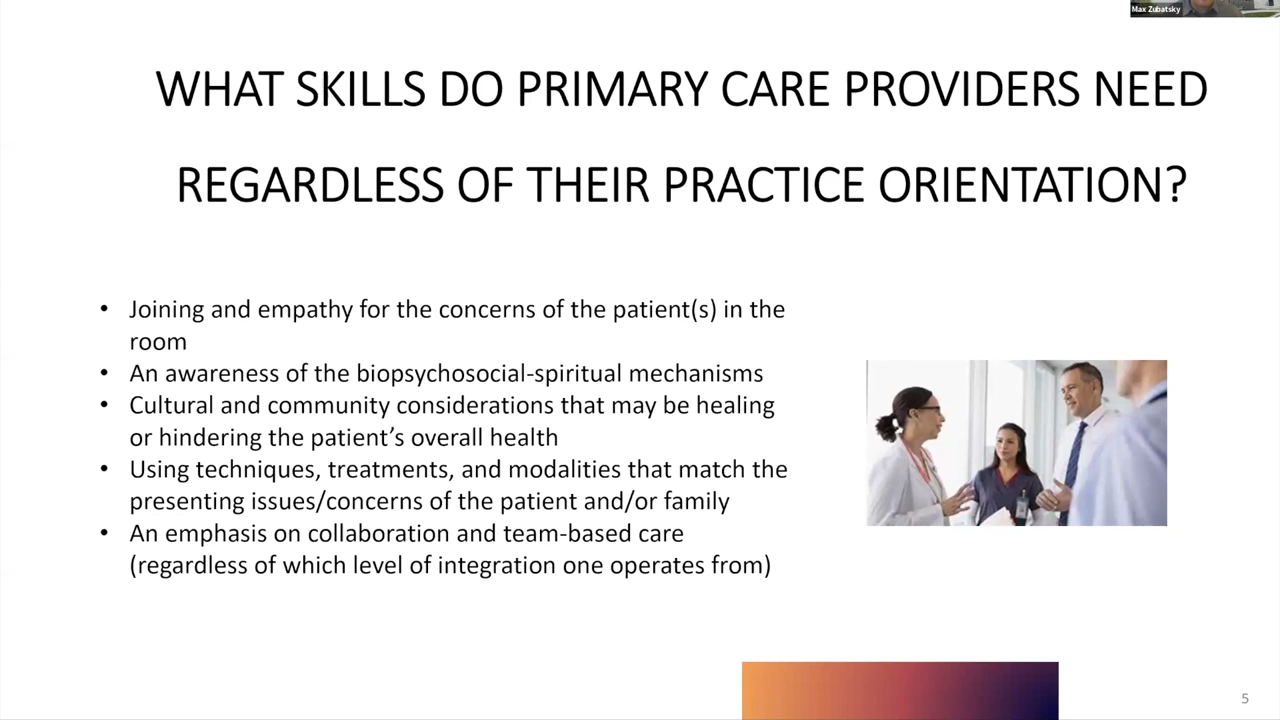 Max Zubatsky
WHAT SKILLS DO PRIMARY CARE PROVIDERS NEED
REGARDLESS OF THEIR PRACTICE ORIENTATION?
• Joining and empathy for the concerns of the patient(s) in the
room
• An awareness of the biopsychosocial-spiritual mechanisms
• Cultural and community considerations that may be healing
or hindering the patient’s overall health
• Using techniques, treatments, and modalities that match the
presenting issues/concerns of the patient and/or family
• An emphasis on collaboration and team-based care
(regardless of which level of integration one operates from)
5